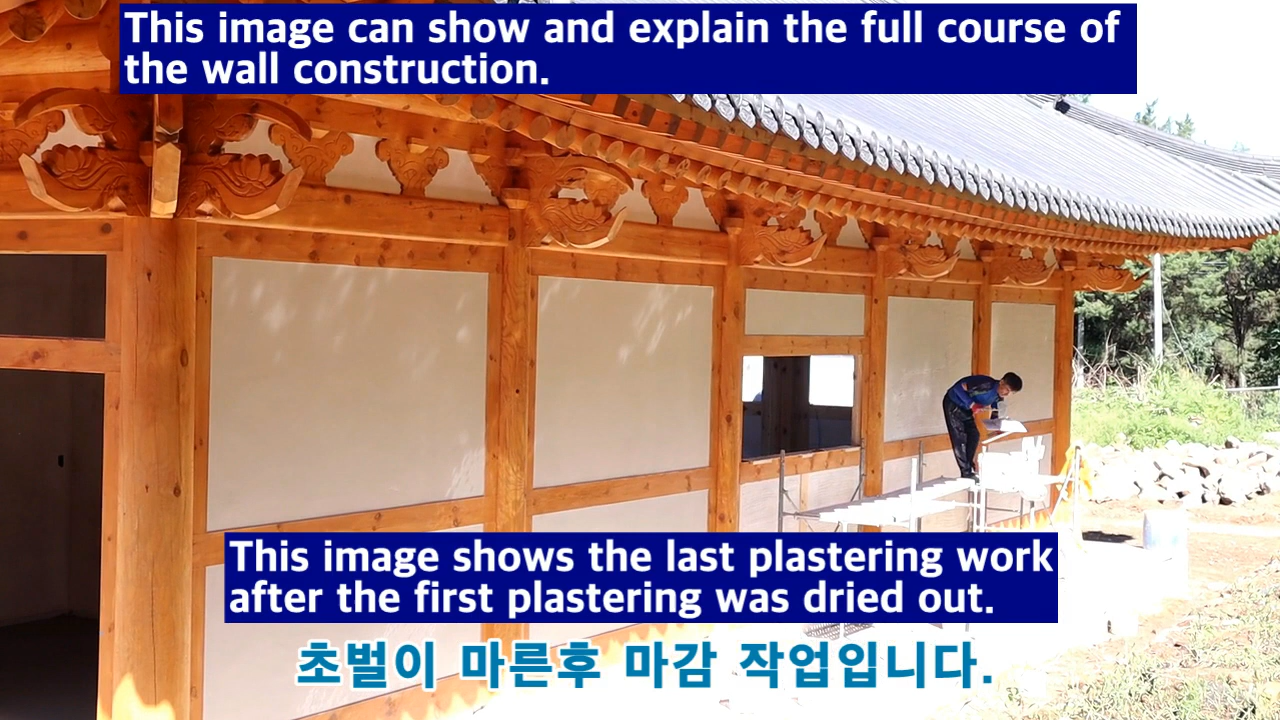 This image can show and explain the full course of
the wall construction.
This image shows the last plastering work
after the first plastering was dried out.
초벌이 마른후 마감 작업입니다.